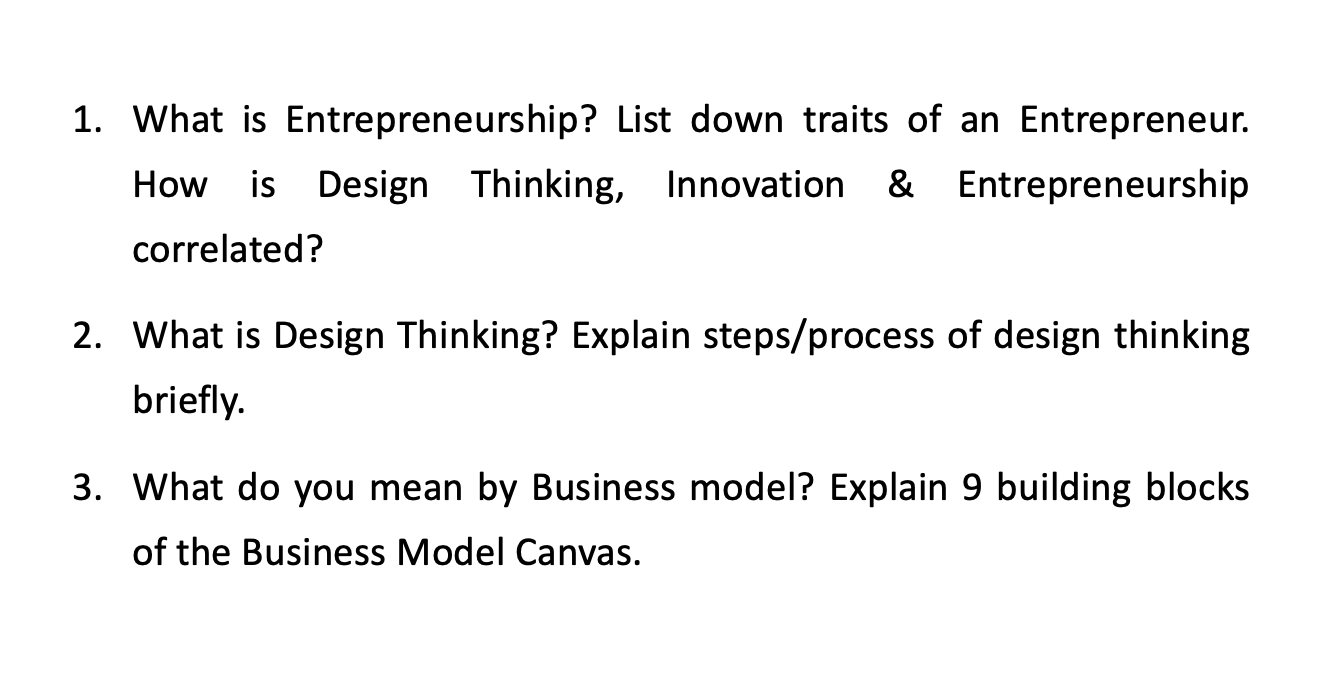 1. What is Entrepreneurship? List down traits of an Entrepreneur.
How is Design Thinking, Innovation & Entrepreneurship
correlated?
2. What is Design Thinking? Explain steps/process of design thinking
briefly.
3. What do you mean by Business model? Explain 9 building blocks
of the Business Model Canvas.